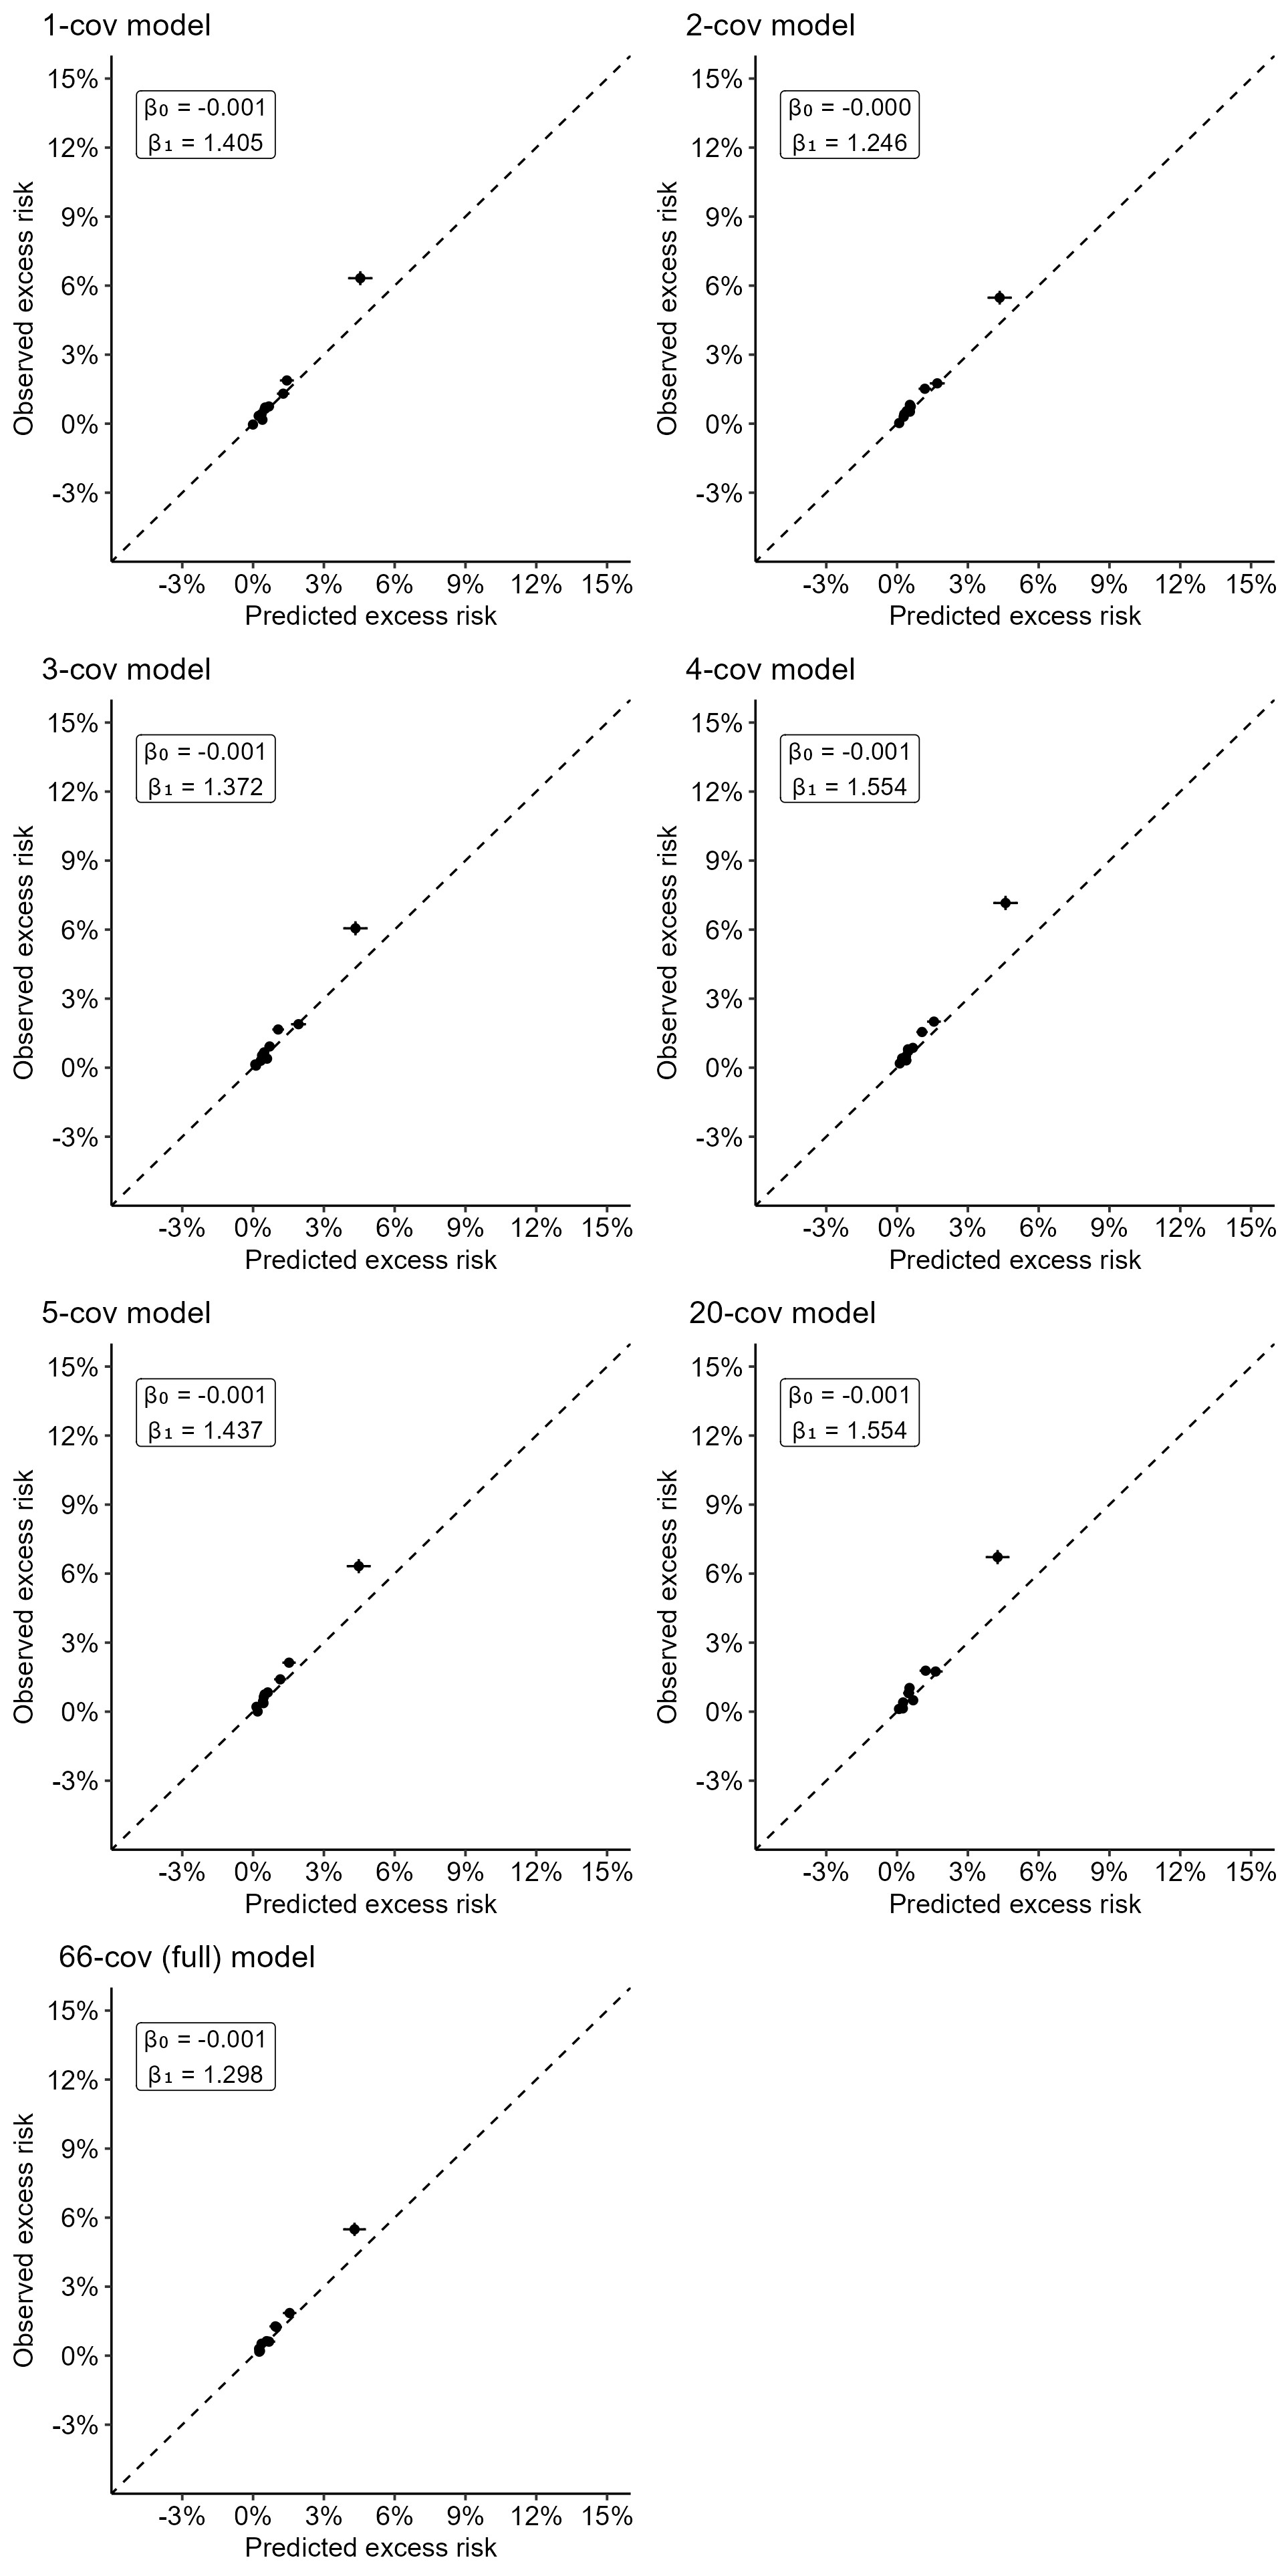 1-cov model
15%
12%
9%
6%
3%
0%
-3%
Observed excess risk
β₀ = -0.001
β₁ = 1.405
-3% 0% 3% 6% 9% 12% 15%
Predicted excess risk
2-cov model
15%
12%
9%
6%
3%
0%
-3%
Observed excess risk
β₀ = -0.000
β₁ = 1.246
-3% 0% 3% 6% 9% 12% 15%
Predicted excess risk
3-cov model
15%
12%
9%
6%
3%
0%
-3%
Observed excess risk
β₀ = -0.001
β₁ = 1.372
-3% 0% 3% 6% 9% 12% 15%
Predicted excess risk
4-cov model
15%
12%
9%
6%
3%
0%
-3%
Observed excess risk
β₀ = -0.001
β₁ = 1.554
-3% 0% 3% 6% 9% 12% 15%
Predicted excess risk
5-cov model
15%
12%
9%
6%
3%
0%
-3%
Observed excess risk
β₀ = -0.001
β₁ = 1.437
-3% 0% 3% 6% 9% 12% 15%
Predicted excess risk
20-cov model
15%
12%
9%
6%
3%
0%
-3%
Observed excess risk
β₀ = -0.001
β₁ = 1.554
-3% 0% 3% 6% 9% 12% 15%
Predicted excess risk
66-cov (full) model
15%
12%
9%
6%
3%
0%
-3%
Observed excess risk
β₀ = -0.001
β₁ = 1.298
-3% 0% 3% 6% 9% 12% 15%
Predicted excess risk